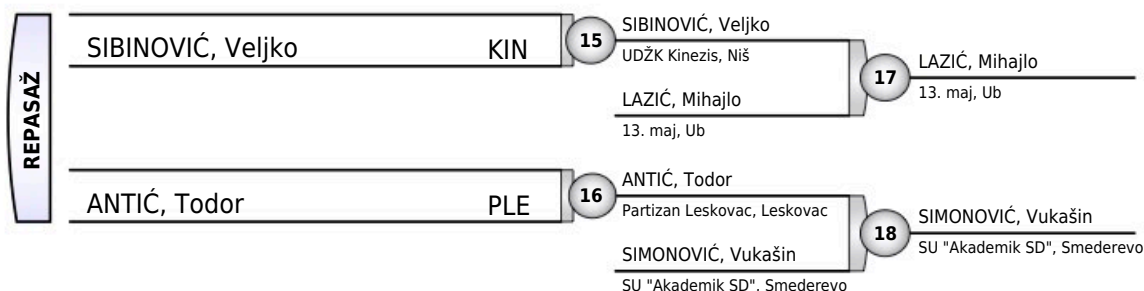 REPASAŽ
SIBINOVIĆ, Veljko KIN
15
SIBINOVIĆ, Veljko
UDŽK Kinezis, Niš
LAZIĆ, Mihajlo
13. maj, Ub
17
LAZIĆ, Mihajlo
13. maj, Ub
ANTIĆ, Todor PLE
16
ANTIĆ, Todor
Partizan Leskovac, Leskovac
SIMONOVIĆ, Vukašin
SU "Akademik SD", Smederevo
18
SIMONOVIĆ, Vukašin
SU "Akademik SD", Smederevo